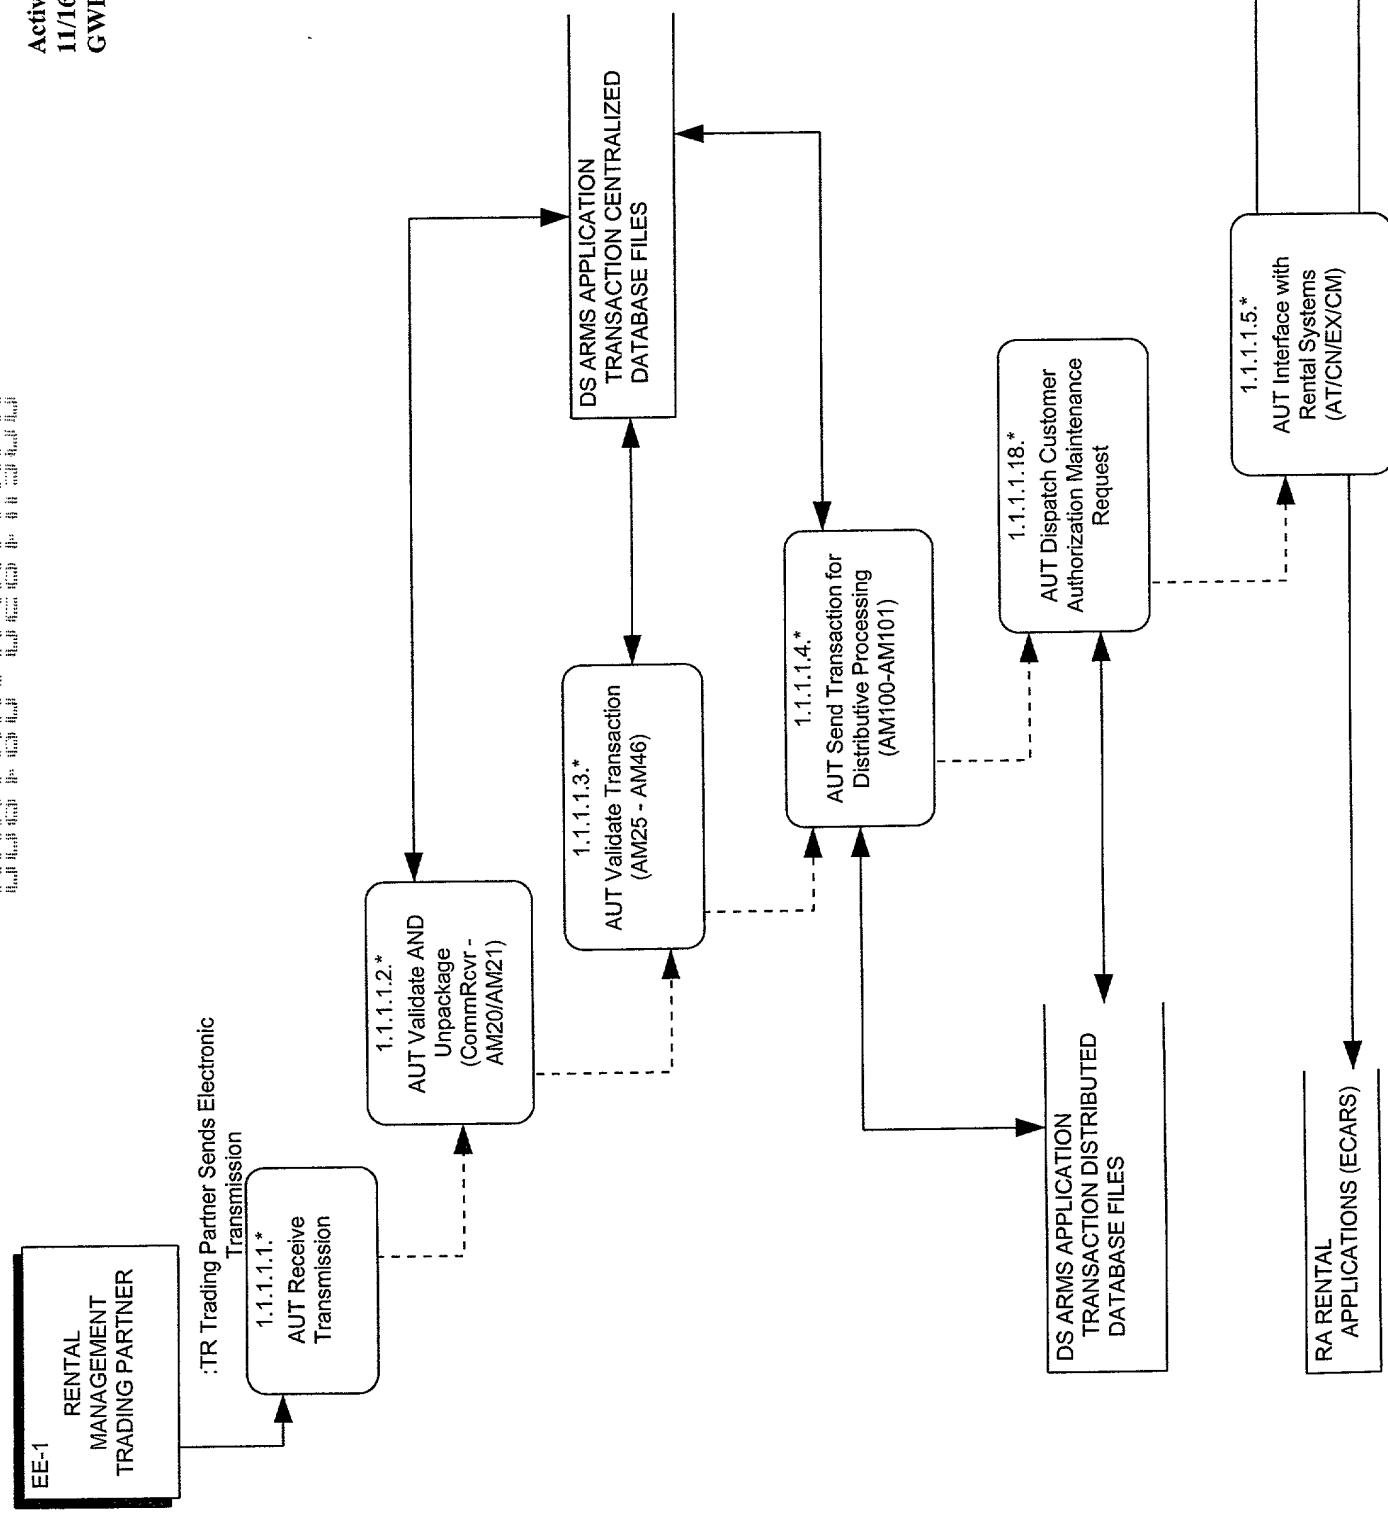 Activ
11/16
GWI
EE-1
RENTAL
MANAGEMENT
TRADING PARTNER
:TR Trading Partner Sends Electronic
Transmission
1.1.1.1.1.*
AUT Receive
Transmission
1.1.1.1.2.*
AUT Validate AND
Unpackage
(CommRcvr -
AM20/AM21)
1.1.1.1.3.*
AUT Validate Transaction
(AM25 - AM46)
DS ARMS APPLICATION
TRANSACTION CENTRALIZED
DATABASE FILES
1.1.1.1.4.*
AUT Send Transaction for
Distributive Processing
(AM100-AM101)
1.1.1.1.18.*
AUT Dispatch Customer
Authorization Maintenance
Request
DS ARMS APPLICATION
TRANSACTION DISTRIBUTED
DATABASE FILES
1.1.1.1.5.*
AUT Interface with
Rental Systems
(AT/CN/EX/CM)
RA RENTAL
APPLICATIONS (ECARS)